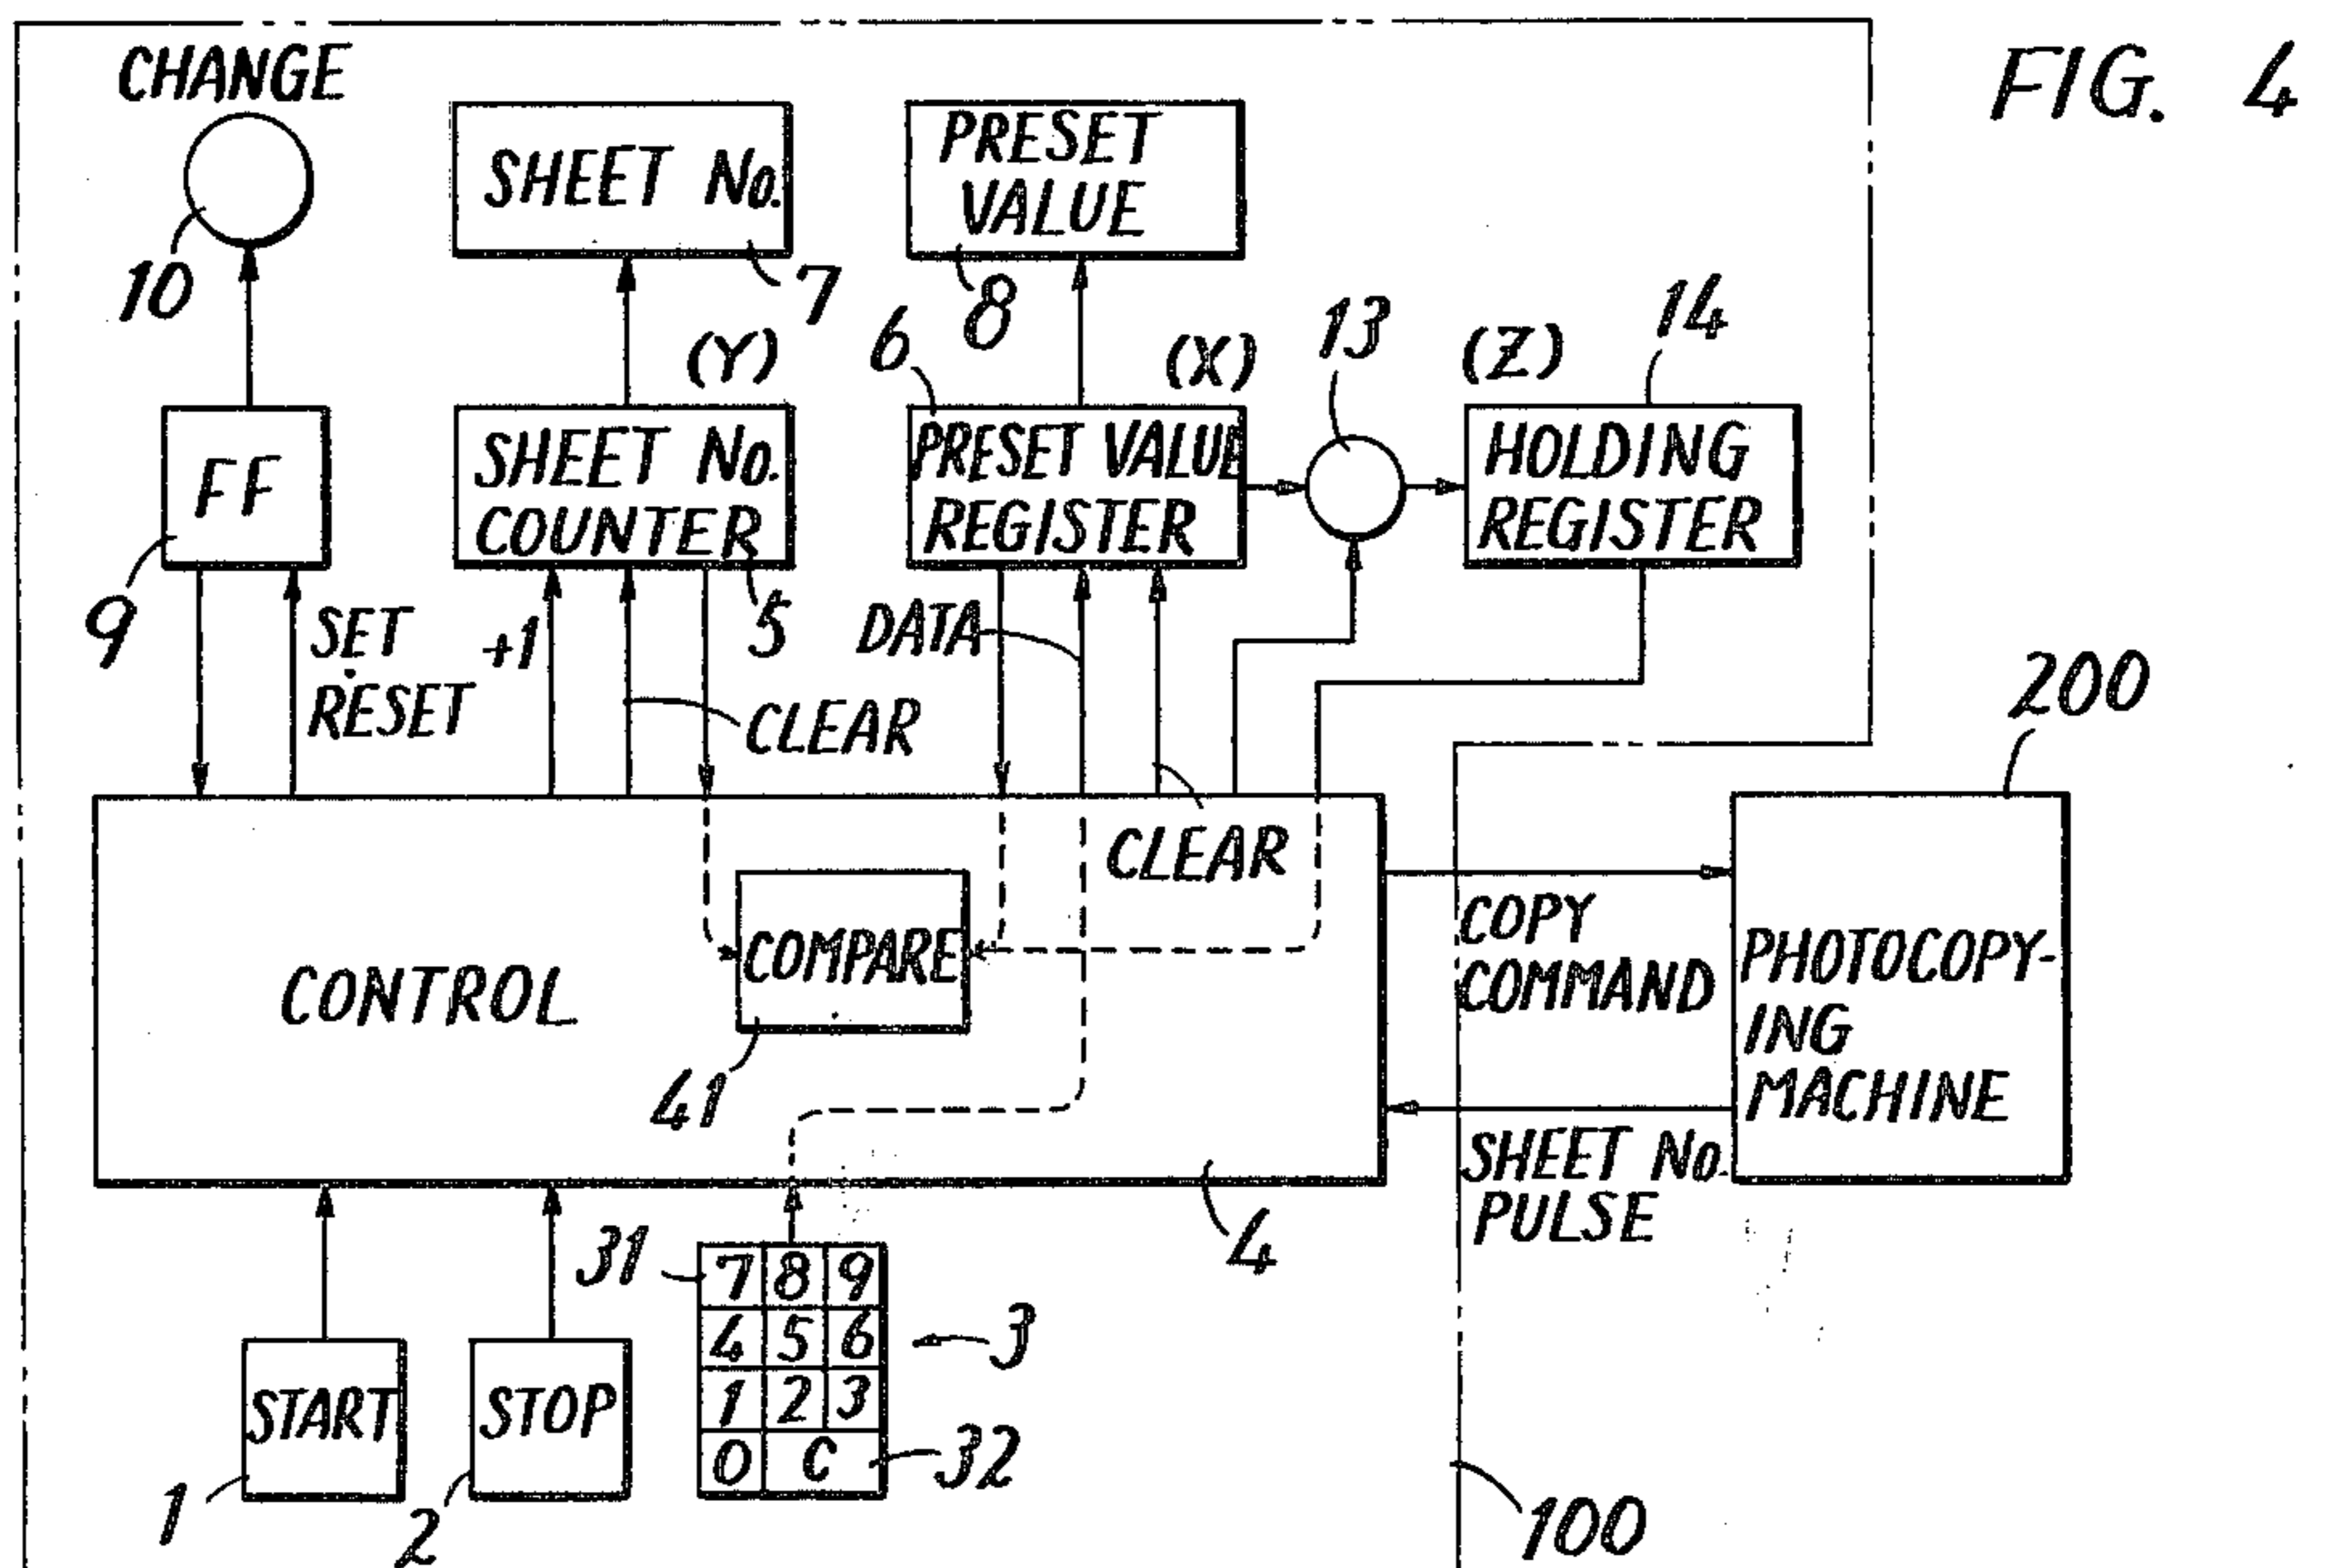 FIG. 4
CHANGE
10
SHEET No.
7
PRESET
VALUE
8
(Y)
6
(X)
13
(Z)
14
FF
9
SHEET No.
COUNTER
5
PRESET VALUE
REGISTER
HOLDING
REGISTER
SET
RESET
+1
CLEAR
DATA
CLEAR
200
CONTROL
COMPARE
41
COPY
COMMAND
PHOTOCOPY-
ING
MACHINE
SHEET No.
PULSE
4
31
7 8 9
4 5 6
1 2 3
0 C
3
32
START
1
STOP
2
100